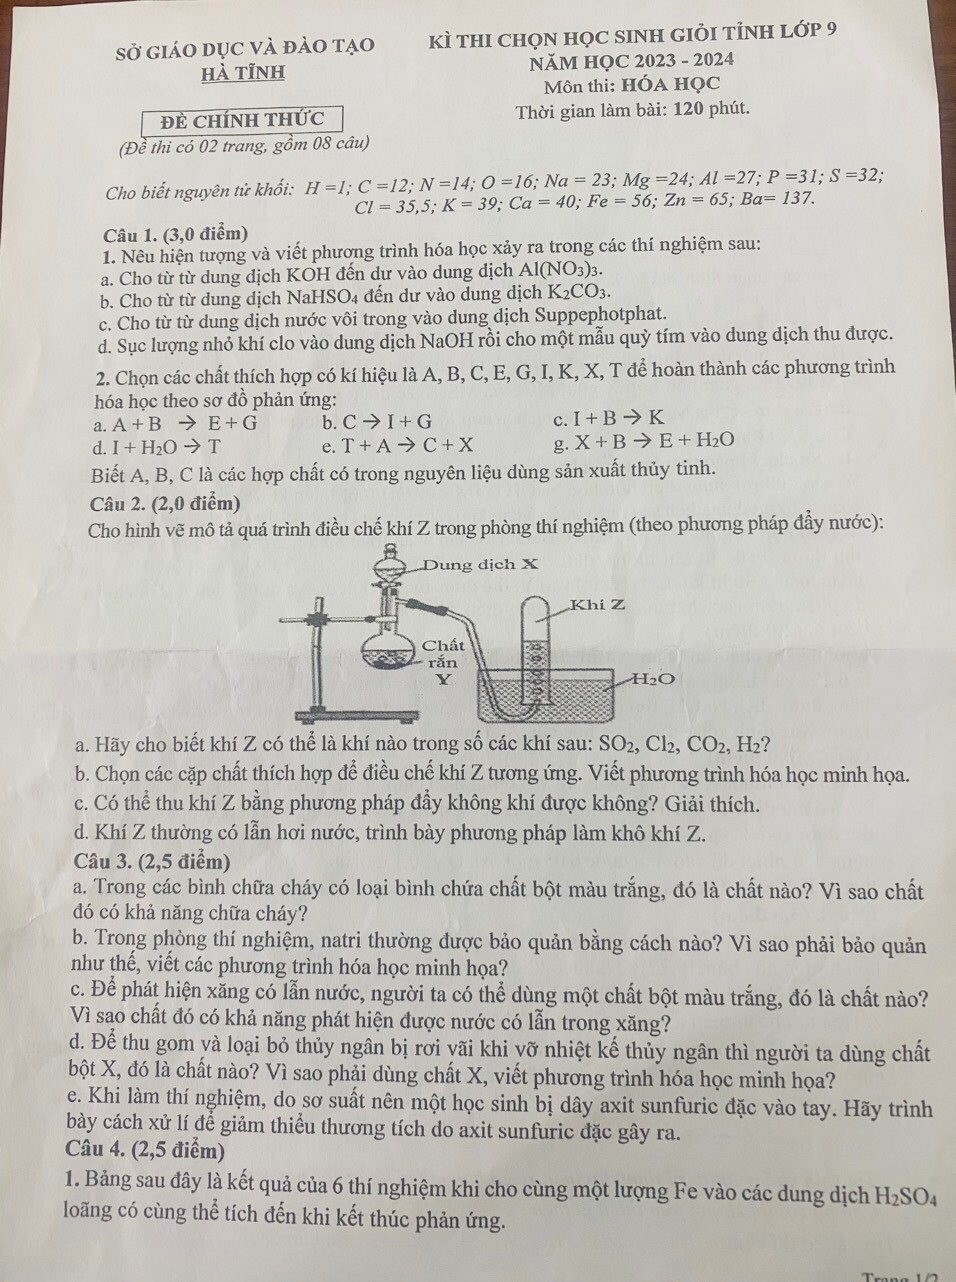 SỞ GIÁO DỤC VÀ ĐÀO TẠO
HÀ TĨNH
KÌ THI CHỌN HỌC SINH GIỎI TỈNH LỚP 9
NĂM HỌC 2023 - 2024
Môn thi: HÓA HỌC
Thời gian làm bài: 120 phút.
ĐỀ CHÍNH THỨC
(Đề thi có 02 trang, gồm 08 câu)
Cho biết nguyên tử khối: H =1; C =12; N =14; O =16; Na = 23; Mg =24; Al =27; P =31; S =32;
Cl = 35,5; K = 39; Ca = 40; Fe = 56; Zn = 65; Ba= 137.
Câu 1. (3,0 điểm)
1. Nêu hiện tượng và viết phương trình hóa học xảy ra trong các thí nghiệm sau:
a. Cho từ từ dung dịch KOH đến dư vào dung dịch Al(NO₃)₃.
b. Cho từ từ dung dịch NaHSO₄ đến dư vào dung dịch K₂CO₃.
c. Cho từ từ dung dịch nước vôi trong vào dung dịch Suppephotphat.
d. Sục lượng nhỏ khí clo vào dung dịch NaOH rồi cho một mẫu quỳ tím vào dung dịch thu được.
2. Chọn các chất thích hợp có kí hiệu là A, B, C, E, G, I, K, X, T để hoàn thành các phương trình
hóa học theo sơ đồ phản ứng:
a. A + B → E + G b. C → I + G c. I + B → K
d. I + H₂O → T e. T + A → C + X g. X + B → E + H₂O
Biết A, B, C là các hợp chất có trong nguyên liệu dùng sản xuất thủy tinh.
Câu 2. (2,0 điểm)
Cho hình vẽ mô tả quá trình điều chế khí Z trong phòng thí nghiệm (theo phương pháp đẩy nước):
Dung dịch X
Khí Z
Chất
rắn
Y
H₂O
a. Hãy cho biết khí Z có thể là khí nào trong số các khí sau: SO₂, Cl₂, CO₂, H₂?
b. Chọn các cặp chất thích hợp để điều chế khí Z tương ứng. Viết phương trình hóa học minh họa.
c. Có thể thu khí Z bằng phương pháp đẩy không khí được không? Giải thích.
d. Khí Z thường có lẫn hơi nước, trình bày phương pháp làm khô khí Z.
Câu 3. (2,5 điểm)
a. Trong các bình chữa cháy có loại bình chứa chất bột màu trắng, đó là chất nào? Vì sao chất
đó có khả năng chữa cháy?
b. Trong phòng thí nghiệm, natri thường được bảo quản bằng cách nào? Vì sao phải bảo quản
như thế, viết các phương trình hóa học minh họa?
c. Để phát hiện xăng có lẫn nước, người ta có thể dùng một chất bột màu trắng, đó là chất nào?
Vì sao chất đó có khả năng phát hiện được nước có lẫn trong xăng?
d. Để thu gom và loại bỏ thủy ngân bị rơi vãi khi vỡ nhiệt kế thủy ngân thì người ta dùng chất
bột X, đó là chất nào? Vì sao phải dùng chất X, viết phương trình hóa học minh họa?
e. Khi làm thí nghiệm, do sơ suất nên một học sinh bị dây axit sunfuric đặc vào tay. Hãy trình
bày cách xử lí để giảm thiểu thương tích do axit sunfuric đặc gây ra.
Câu 4. (2,5 điểm)
1. Bảng sau đây là kết quả của 6 thí nghiệm khi cho cùng một lượng Fe vào các dung dịch H₂SO₄
loãng có cùng thể tích đến khi kết thúc phản ứng.
Trang 1/2